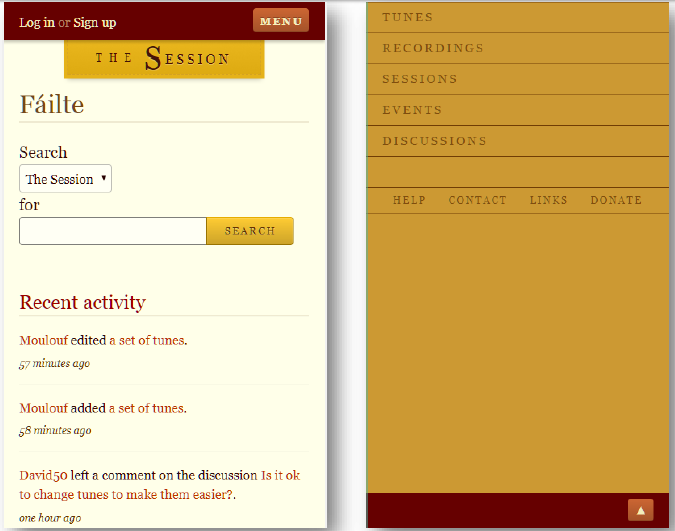 Log in or Sign up
MENU
THE SESSION
Fáilte
Search
The Session
for
SEARCH
Recent activity
Moulouf edited a set of tunes.
57 minutes ago
Moulouf added a set of tunes.
58 minutes ago
David50 left a comment on the discussion Is it ok
to change tunes to make them easier?.
one hour ago
TUNES
RECORDINGS
SESSIONS
EVENTS
DISCUSSIONS
HELP CONTACT LINKS DONATE